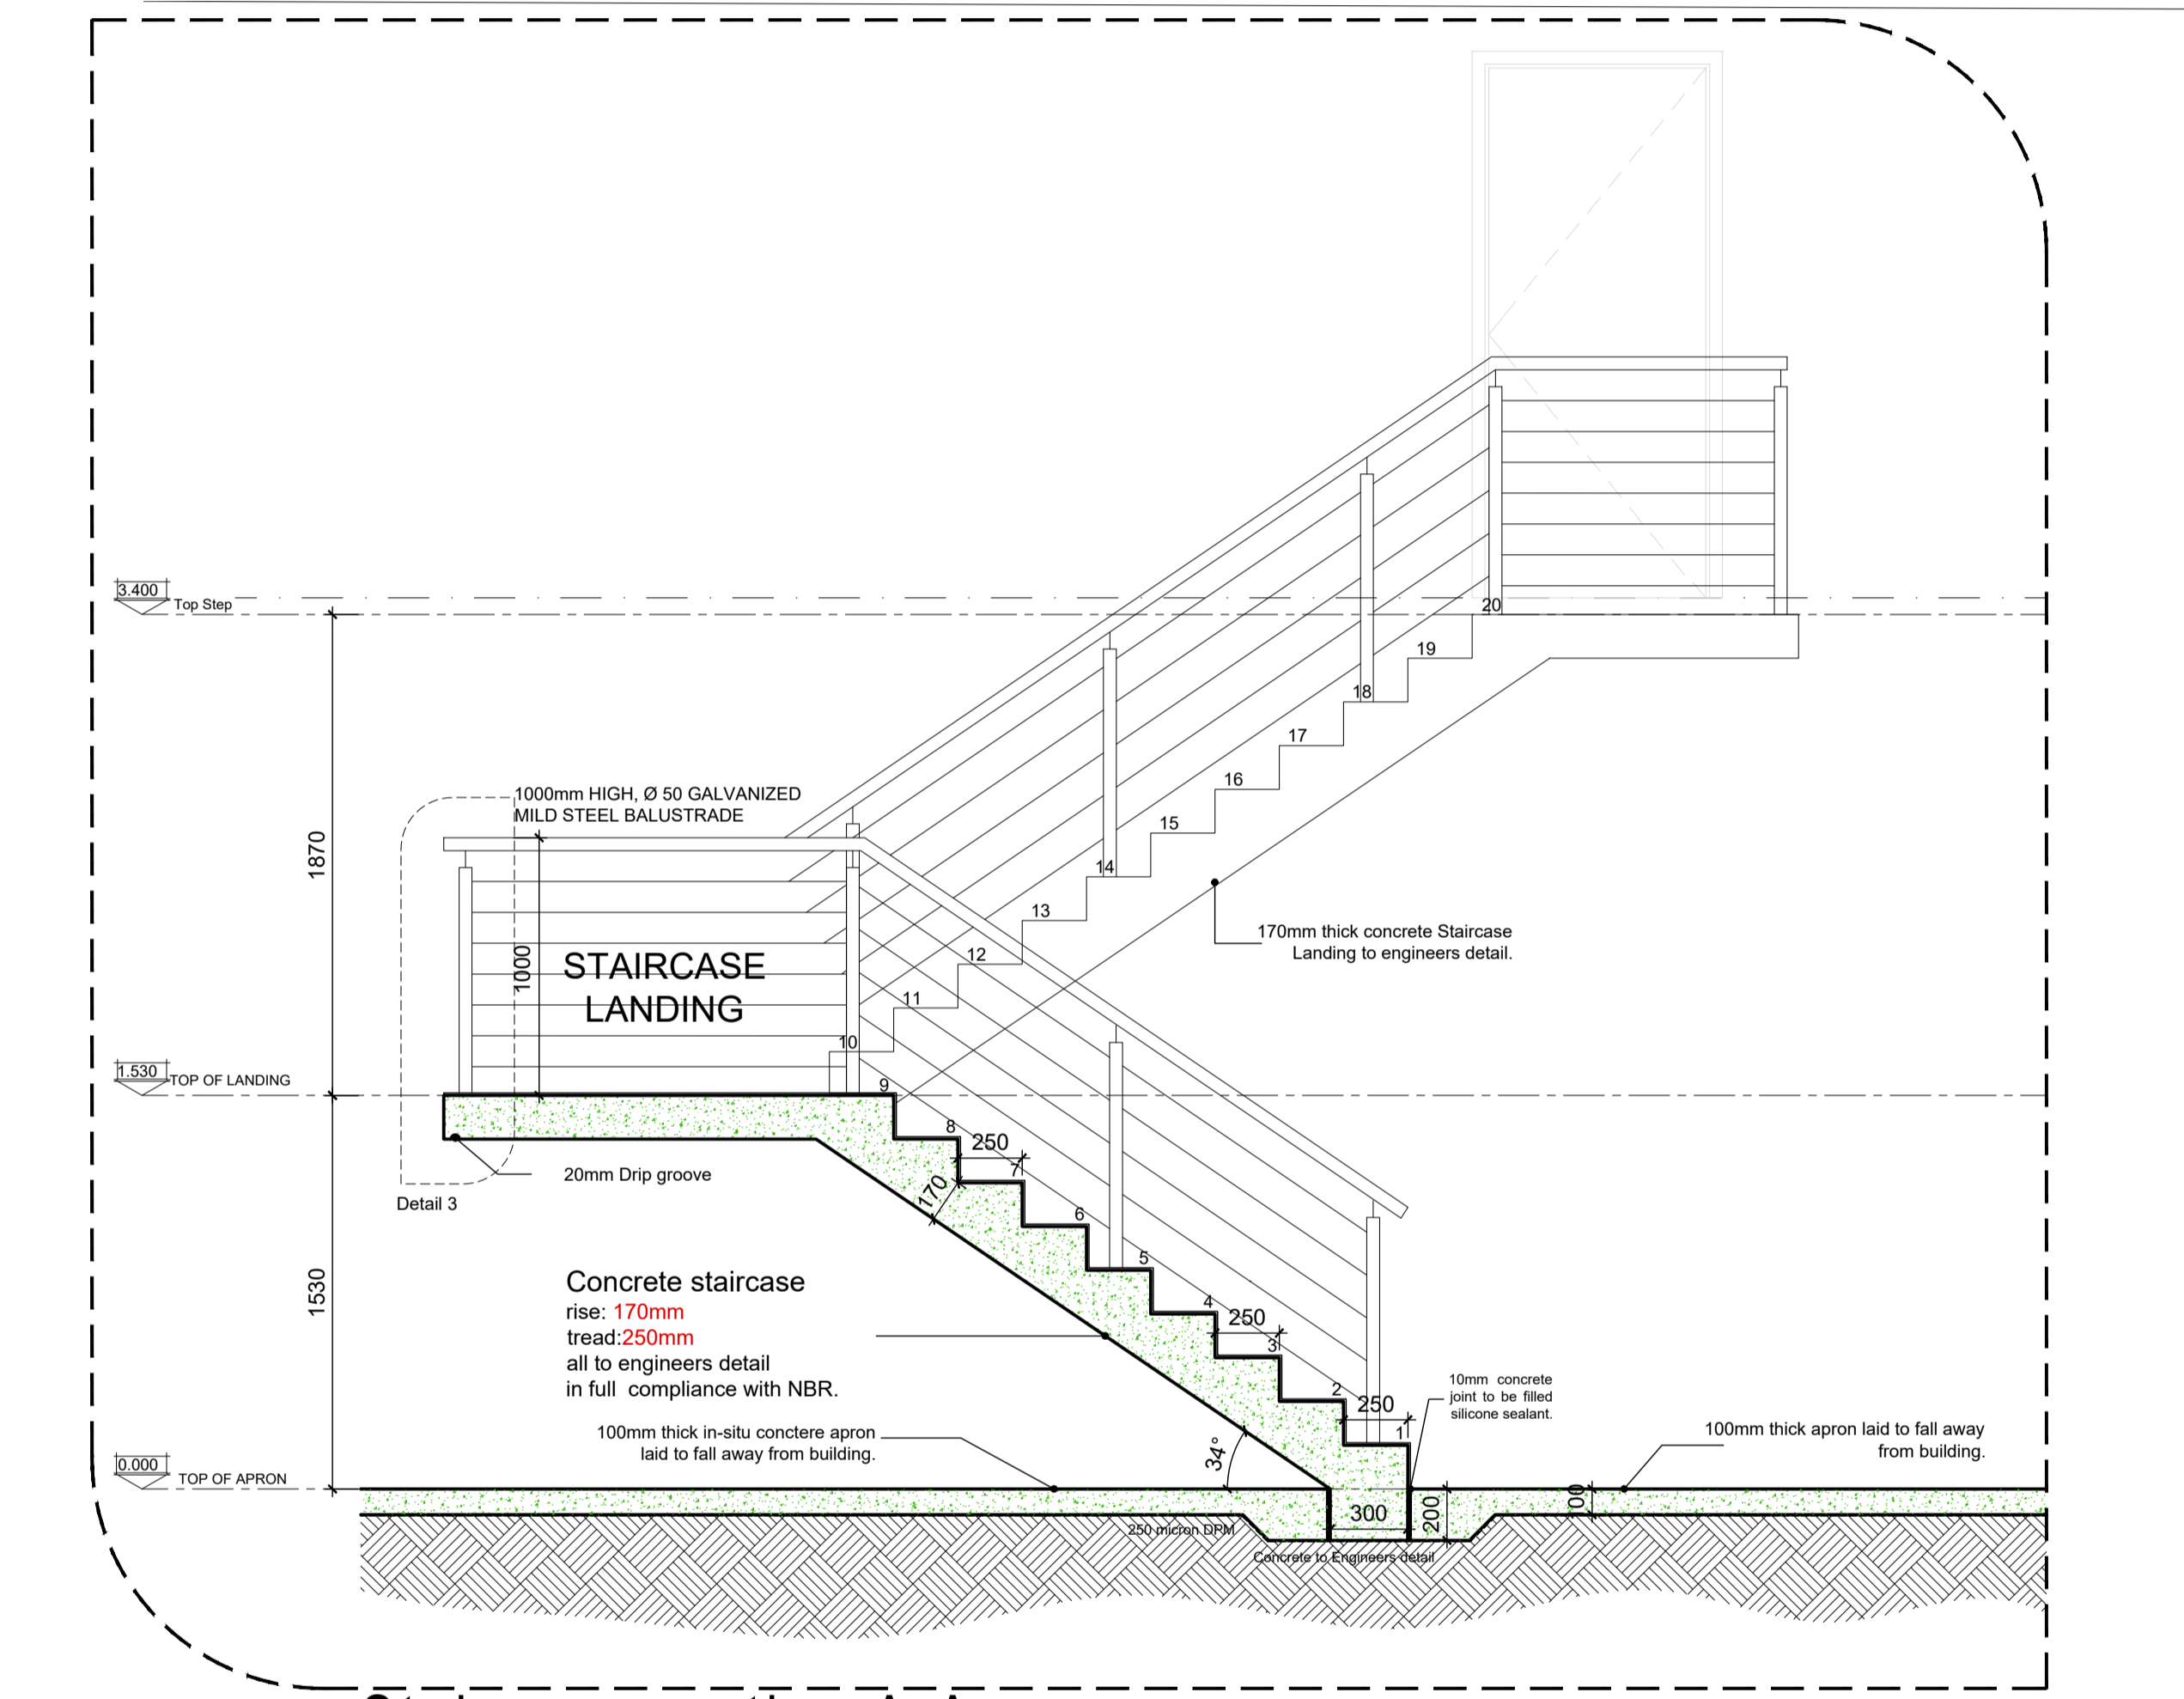 3.400
Top Step
20
19
18
17
16
15
14
13
12
11
10
1000mm HIGH, Ø 50 GALVANIZED
MILD STEEL BALUSTRADE
1870
1000
STAIRCASE
LANDING
170mm thick concrete Staircase
Landing to engineers detail.
1.530
TOP OF LANDING
9
8
250
7
170
20mm Drip groove
Detail 3
6
5
4
250
3
2
250
1
1530
Concrete staircase
rise: 170mm
tread:250mm
all to engineers detail
in full compliance with NBR.
10mm concrete
joint to be filled
silicone sealant.
100mm thick in-situ conctere apron
laid to fall away from building.
34°
100mm thick apron laid to fall away
from building.
0.000
TOP OF APRON
300
200
100
250 micron DPM
Concrete to Engineers detail